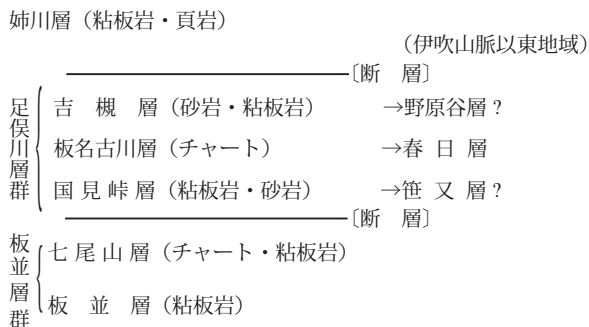 姉川層（粘板岩・頁岩）
（伊吹山脈以東地域）
〔断　層〕
足俣川層群
吉　槻　層（砂岩・粘板岩）　→野原谷層？
板名古川層（チャート）　→春 日 層
国 見 峠 層（粘板岩・砂岩）　→笹 又 層？
〔断　層〕
板並層群
七 尾 山 層（チャート・粘板岩）
板　並　層（粘板岩）